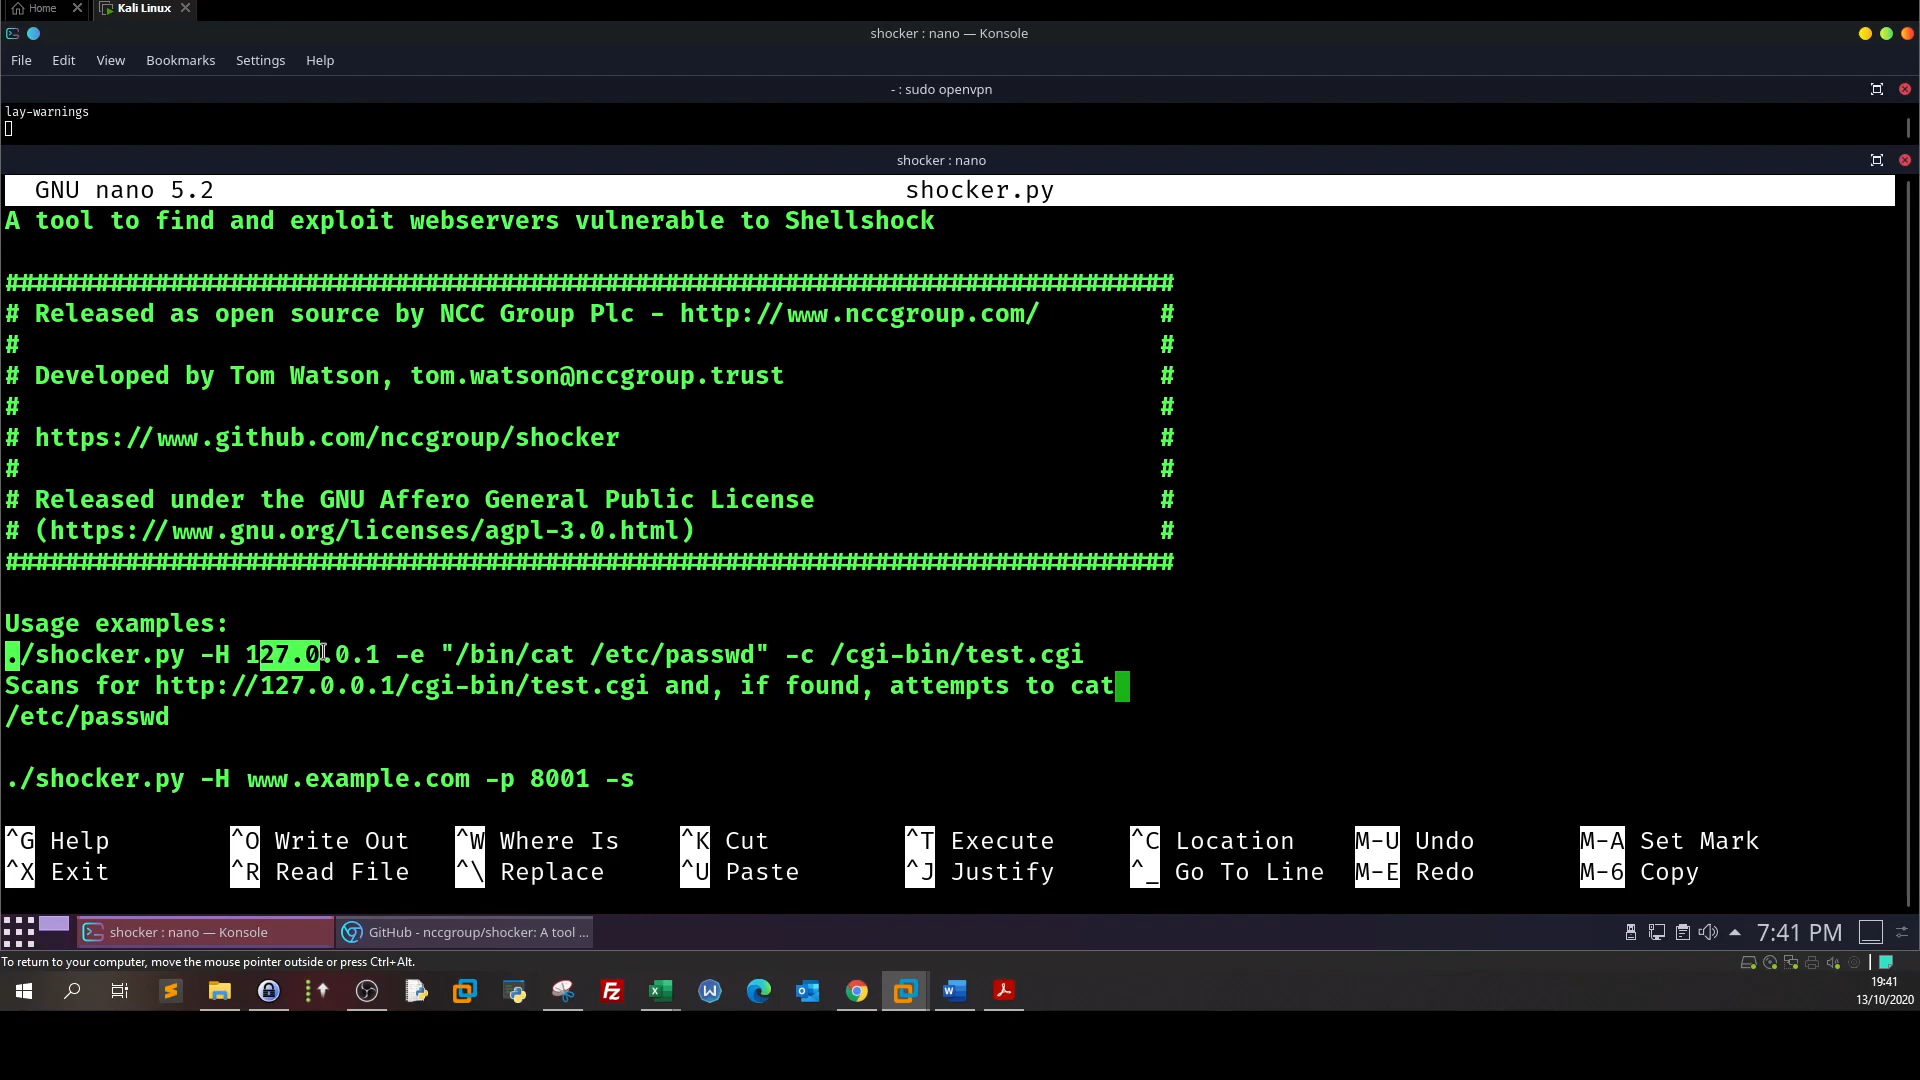 Home
Kali Linux
shocker : nano — Konsole
File Edit View Bookmarks Settings Help
- : sudo openvpn
lay-warnings
shocker : nano
GNU nano 5.2 shocker.py
A tool to find and exploit webservers vulnerable to Shellshock
##############################################################################
# Released as open source by NCC Group Plc - http://www.nccgroup.com/ #
# #
# Developed by Tom Watson, tom.watson@nccgroup.trust #
# #
# https://www.github.com/nccgroup/shocker #
# #
# Released under the GNU Affero General Public License #
# (https://www.gnu.org/licenses/agpl-3.0.html) #
##############################################################################
Usage examples:
./shocker.py -H 127.0.0.1 -e "/bin/cat /etc/passwd" -c /cgi-bin/test.cgi
Scans for http://127.0.0.1/cgi-bin/test.cgi and, if found, attempts to cat
/etc/passwd
./shocker.py -H www.example.com -p 8001 -s
^G Help ^O Write Out ^W Where Is ^K Cut ^T Execute ^C Location M-U Undo M-A Set Mark
^X Exit ^R Read File ^\ Replace ^U Paste ^J Justify ^_ Go To Line M-E Redo M-6 Copy
shocker : nano — Konsole
GitHub - nccgroup/shocker: A tool ...
7:41 PM
To return to your computer, move the mouse pointer outside or press Ctrl+Alt.
19:41
13/10/2020